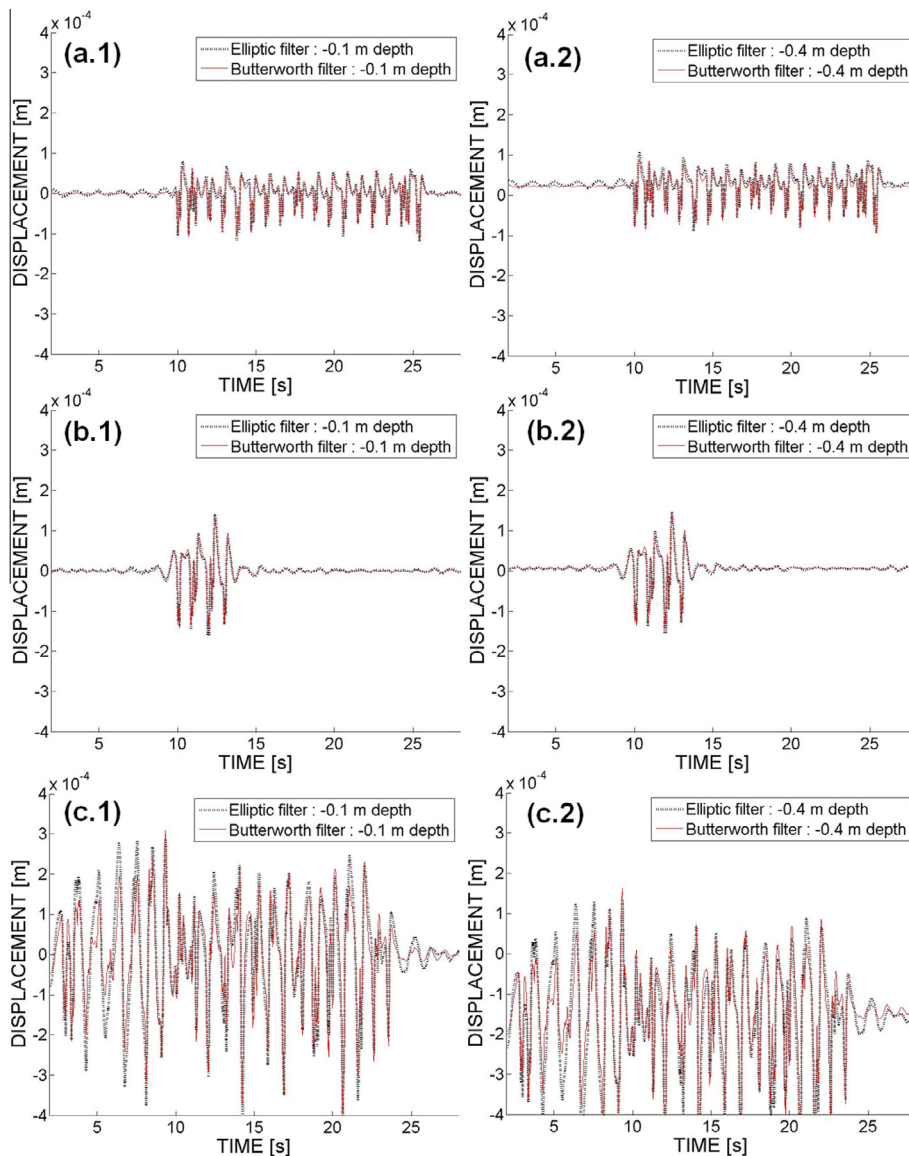 x 10⁻⁴
(a.1)
Elliptic filter : -0.1 m depth
Butterworth filter : -0.1 m depth
DISPLACEMENT [m]
4
3
2
1
0
-1
-2
-3
-4
5 10 15 20 25
TIME [s]
x 10⁻⁴
(a.2)
Elliptic filter : -0.4 m depth
Butterworth filter : -0.4 m depth
DISPLACEMENT [m]
4
3
2
1
0
-1
-2
-3
-4
5 10 15 20 25
TIME [s]
x 10⁻⁴
(b.1)
Elliptic filter : -0.1 m depth
Butterworth filter : -0.1 m depth
DISPLACEMENT [m]
4
3
2
1
0
-1
-2
-3
-4
5 10 15 20 25
TIME [s]
x 10⁻⁴
(b.2)
Elliptic filter : -0.4 m depth
Butterworth filter : -0.4 m depth
DISPLACEMENT [m]
4
3
2
1
0
-1
-2
-3
-4
5 10 15 20 25
TIME [s]
x 10⁻⁴
(c.1)
Elliptic filter : -0.1 m depth
Butterworth filter : -0.1 m depth
DISPLACEMENT [m]
4
3
2
1
0
-1
-2
-3
-4
5 10 15 20 25
TIME [s]
x 10⁻⁴
(c.2)
Elliptic filter : -0.4 m depth
Butterworth filter : -0.4 m depth
DISPLACEMENT [m]
4
3
2
1
0
-1
-2
-3
-4
5 10 15 20 25
TIME [s]